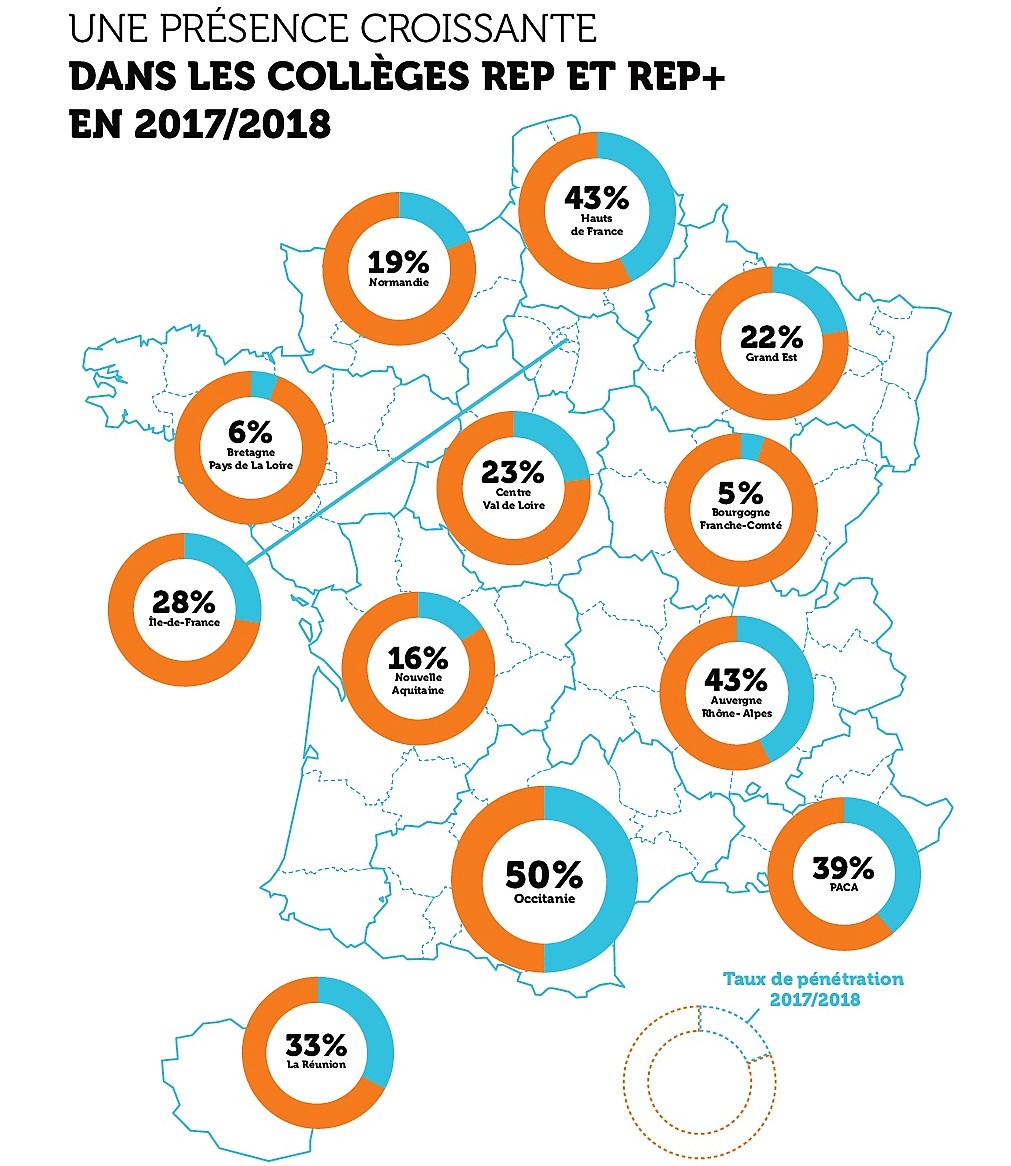 UNE PRÉSENCE CROISSANTE
DANS LES COLLÈGES REP ET REP+
EN 2017/2018
43%
Hauts
de France
19%
Normandie
22%
Grand Est
6%
Bretagne
Pays de La Loire
23%
Centre
Val de Loire
5%
Bourgogne
Franche-Comté
28%
Île-de-France
16%
Nouvelle
Aquitaine
43%
Auvergne
Rhône-Alpes
50%
Occitanie
39%
PACA
Taux de pénétration
2017/2018
33%
La Réunion